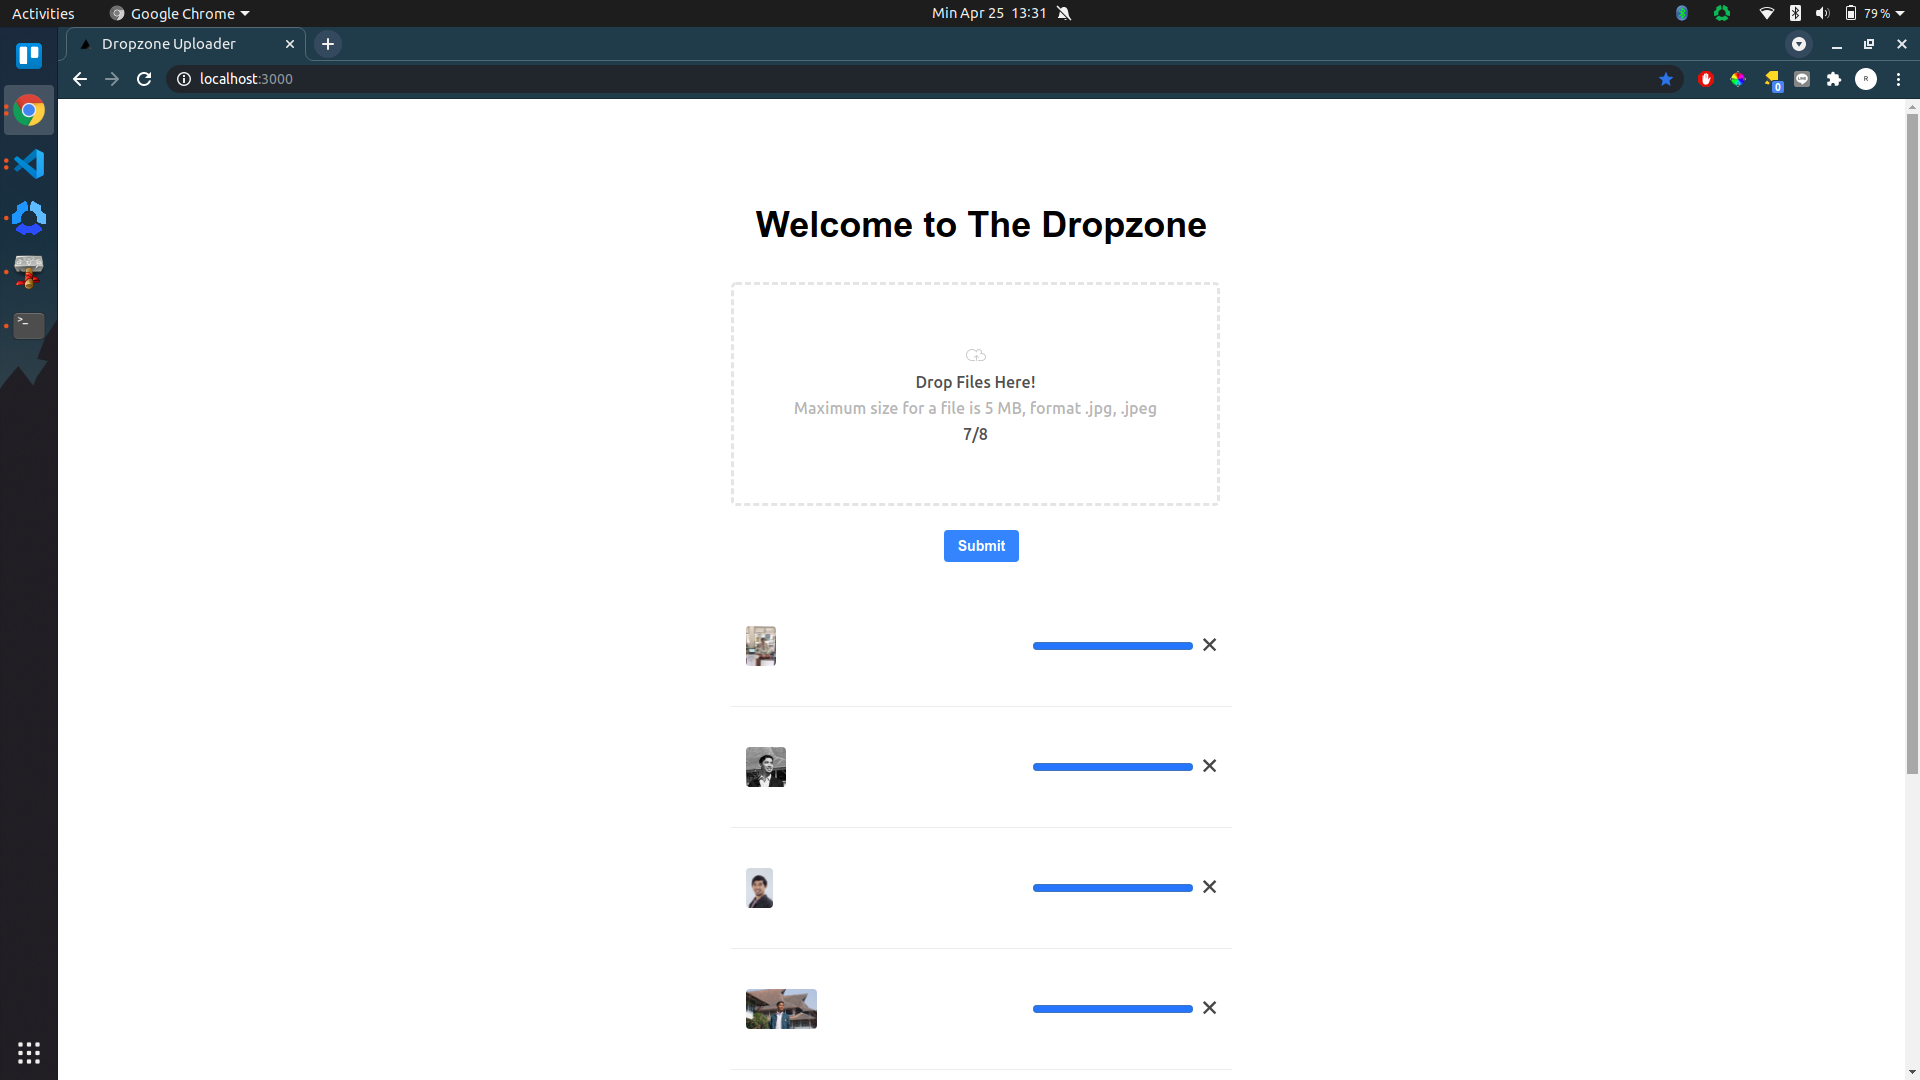 Activities
Google Chrome
Min Apr 25 13:31
79 %
Dropzone Uploader
localhost:3000
0
R
Welcome to The Dropzone
Drop Files Here!
Maximum size for a file is 5 MB, format .jpg, .jpeg
7/8
Submit